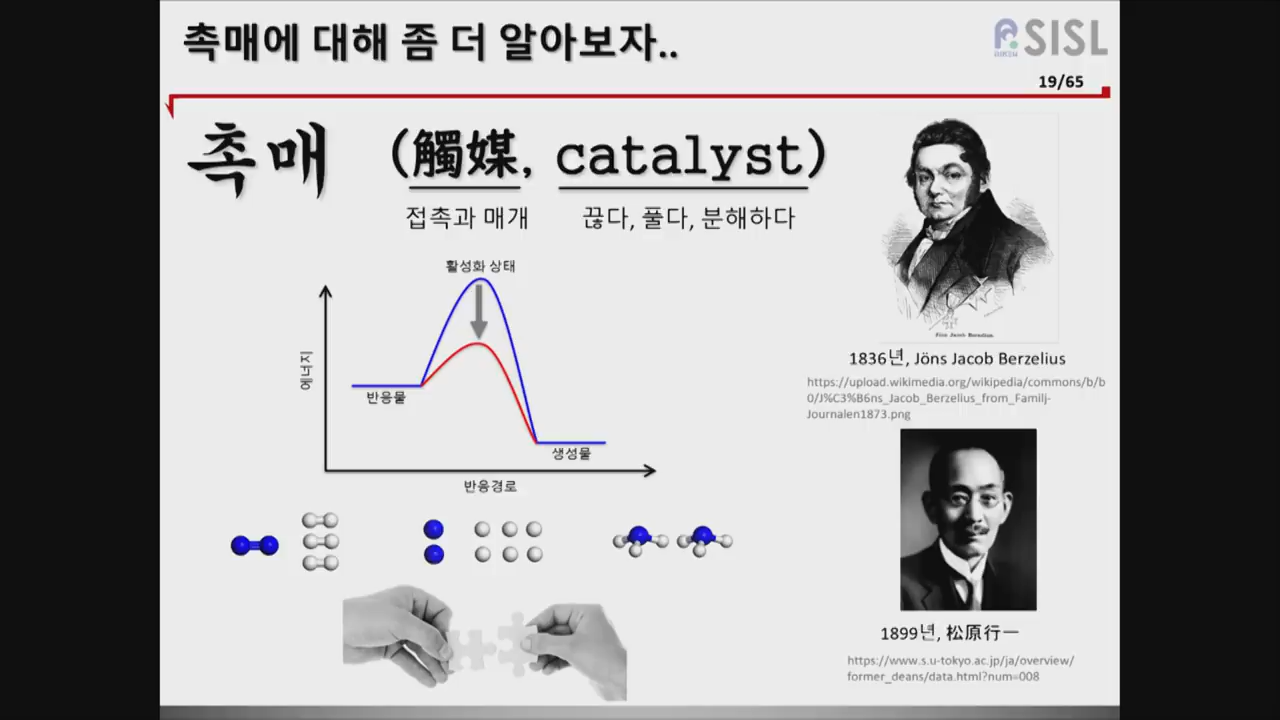 촉매에 대해 좀 더 알아보자..
SISL
19/65
촉매 (觸媒, catalyst)
접촉과 매개 끊다, 풀다, 분해하다
활성화 상태
에너지
반응물
생성물
반응경로
Jöns Jacob Berzelius.
1836년, Jöns Jacob Berzelius
https://upload.wikimedia.org/wikipedia/commons/b/b
0/J%C3%B6ns_Jacob_Berzelius_from_Familj-
Journalen1873.png
1899년, 松原行一
https://www.s.u-tokyo.ac.jp/ja/overview/
former_deans/data.html?num=008